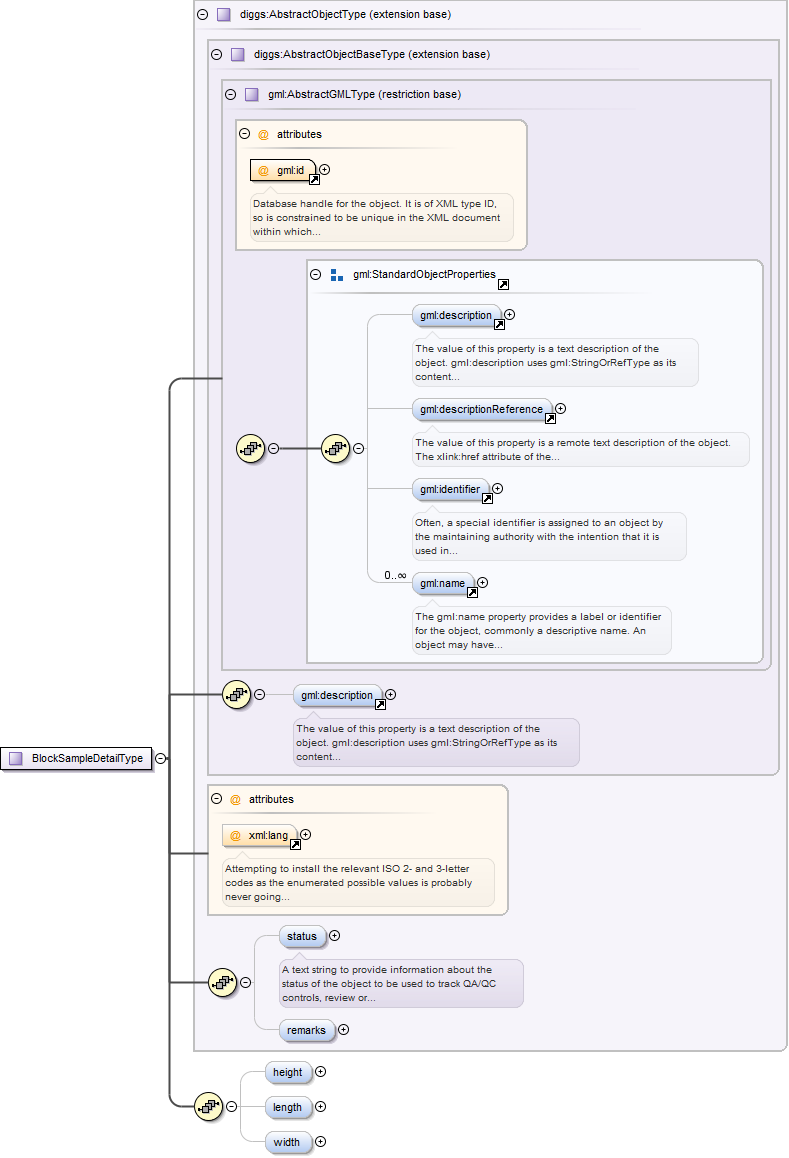 diggs:AbstractObjectType (extension base)
diggs:AbstractObjectBaseType (extension base)
gml:AbstractGMLType (restriction base)
@ attributes
@ gml:id
Database handle for the object. It is of XML type ID,
so is constrained to be unique in the XML document
within which...
gml:StandardObjectProperties
gml:description
The value of this property is a text description of the
object. gml:description uses gml:StringOrRefType as its
content...
gml:descriptionReference
The value of this property is a remote text description of the object.
The xlink:href attribute of the...
gml:identifier
Often, a special identifier is assigned to an object by
the maintaining authority with the intention that it is
used in...
0..∞
gml:name
The gml:name property provides a label or identifier
for the object, commonly a descriptive name. An
object may have...
gml:description
The value of this property is a text description of the
object. gml:description uses gml:StringOrRefType as its
content...
BlockSampleDetailType
@ attributes
@ xml:lang
Attempting to install the relevant ISO 2- and 3-letter
codes as the enumerated possible values is probably
never going...
status
A text string to provide information about the
status of the object to be used to track QA/QC
controls, review or...
remarks
height
length
width